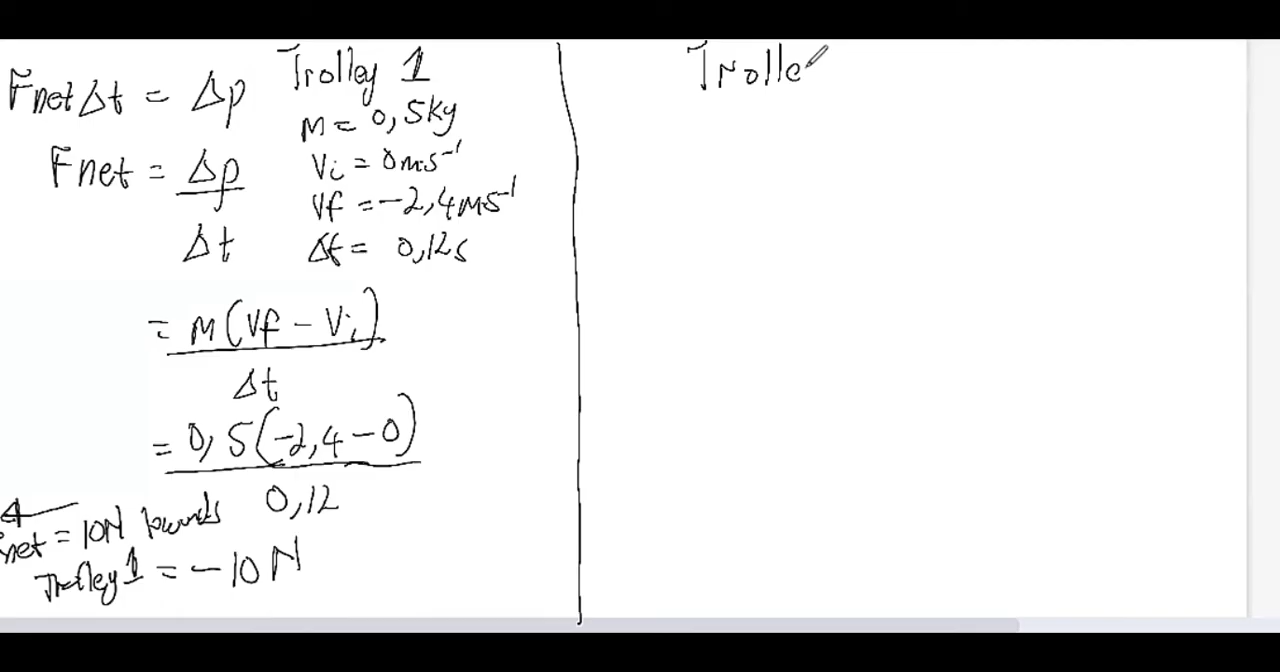 Fnet Δt = Δp
Fnet = Δp
Δt
= m(Vf - Vi)
Δt
= 0,5(-2,4 - 0)
0,12
= -10N
net = 10N towards
Trolley 1
Trolley 1
m = 0,5kg
Vi = 0ms⁻¹
Vf = -2,4ms⁻¹
Δt = 0,12s
Trolle